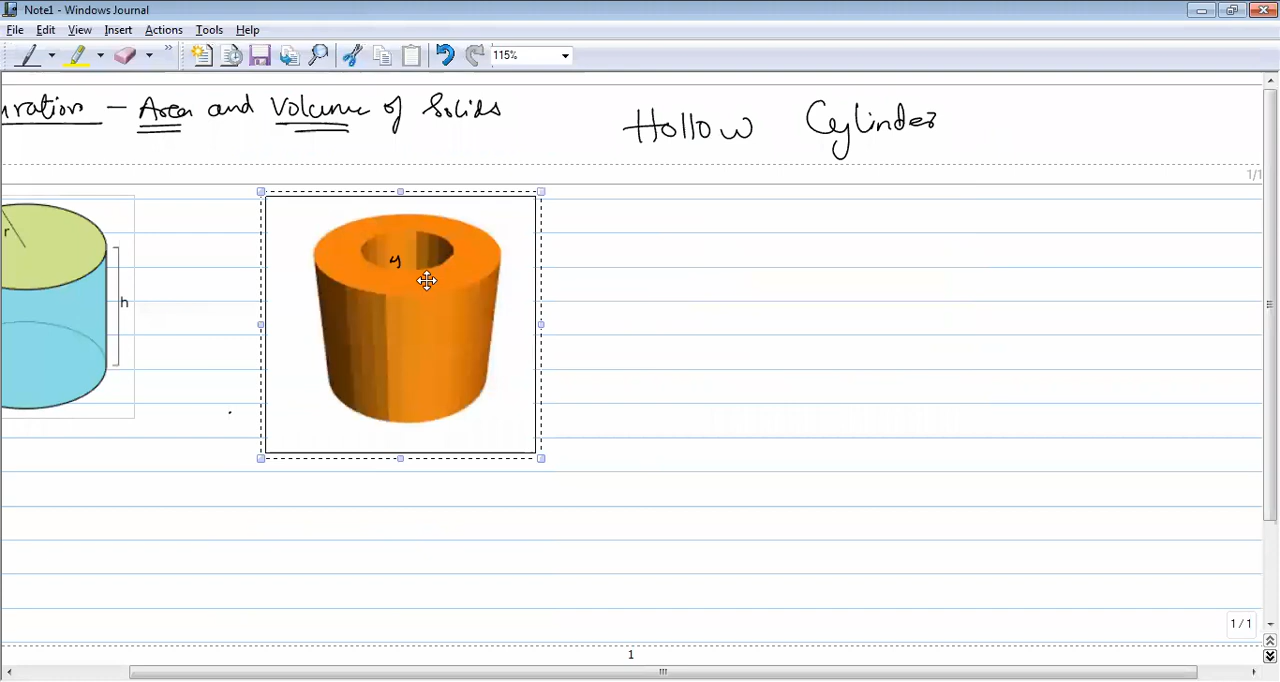 Note1 - Windows Journal
File Edit View Insert Actions Tools Help
115%
uration - Area and Volume of Solids
Hollow Cylinder
1/1
r
h
1 / 1
1